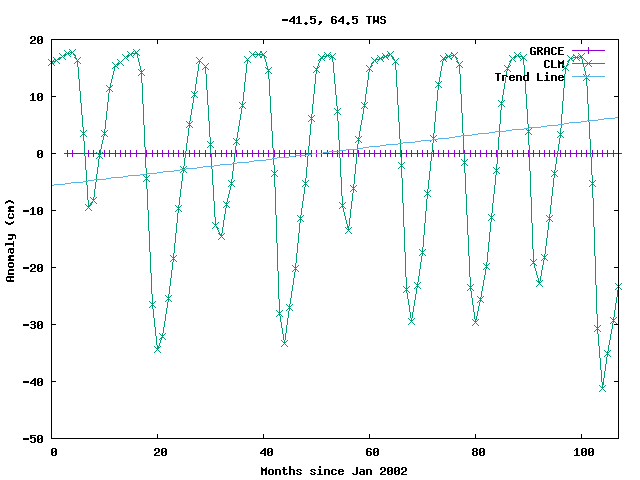 -41.5, 64.5 TWS
GRACE
CLM
Trend Line
20
10
0
-10
-20
-30
-40
-50
Anomaly (cm)
0 20 40 60 80 100
Months since Jan 2002